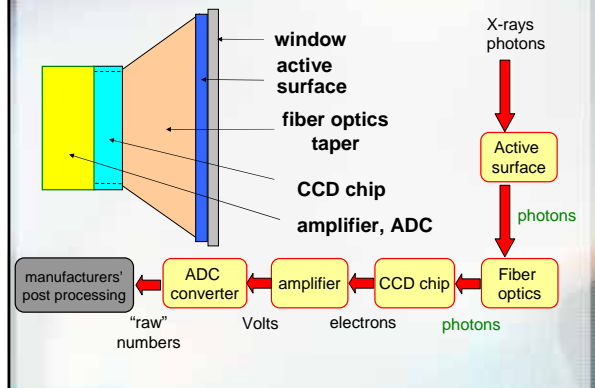 window
active
surface
fiber optics
taper
CCD chip
amplifier, ADC
X-rays
photons
Active
surface
photons
Fiber
optics
photons
CCD chip
electrons
amplifier
Volts
ADC
converter
“raw”
numbers
manufacturers’
post processing